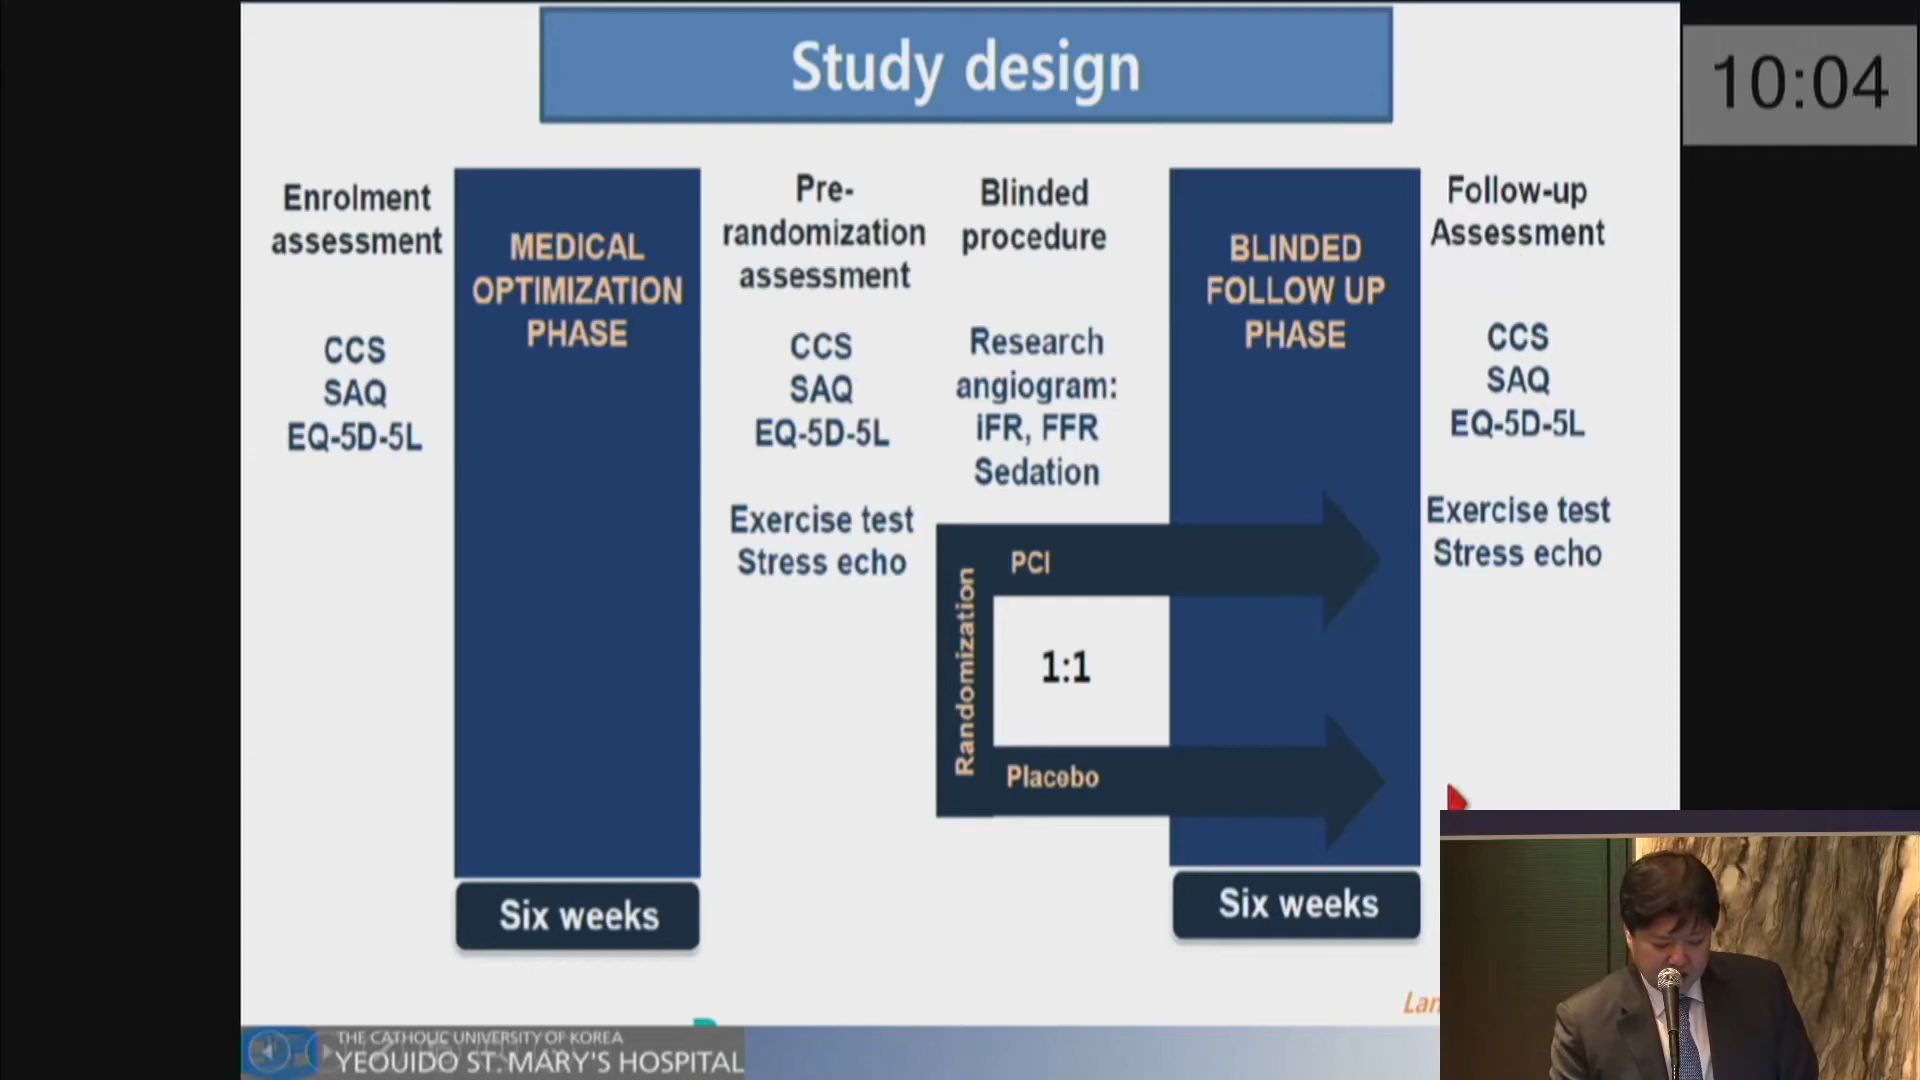 Study design
10:04
Enrolment
assessment
CCS
SAQ
EQ-5D-5L
MEDICAL
OPTIMIZATION
PHASE
Six weeks
Pre-
randomization
assessment
CCS
SAQ
EQ-5D-5L
Exercise test
Stress echo
Blinded
procedure
Research
angiogram:
iFR, FFR
Sedation
Randomization
PCI
1:1
Placebo
BLINDED
FOLLOW UP
PHASE
Six weeks
Follow-up
Assessment
CCS
SAQ
EQ-5D-5L
Exercise test
Stress echo
Lan
THE CATHOLIC UNIVERSITY OF KOREA
YEOUIDO ST. MARY'S HOSPITAL